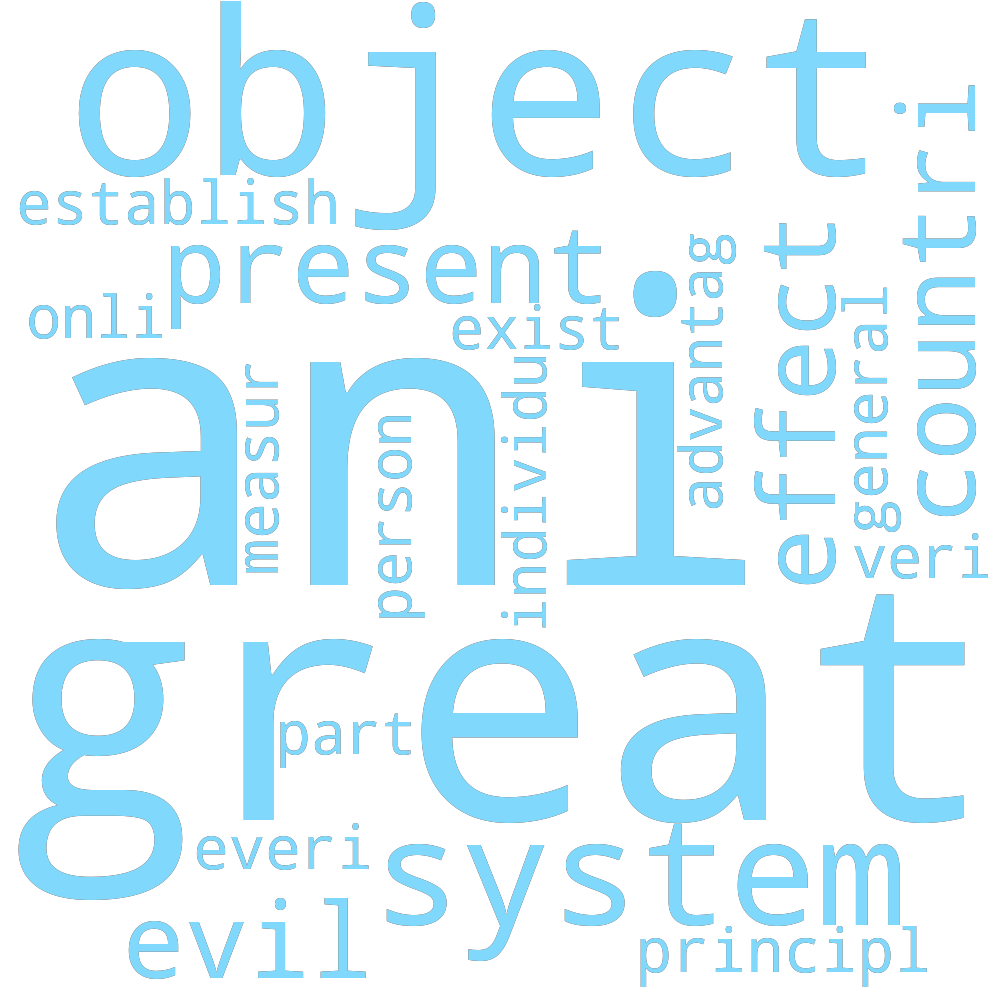 object
establish
present
onli
exist
advantag
effect
general
countri
ani
measur
person
individu
veri
great
part
everi
system
evil
principl